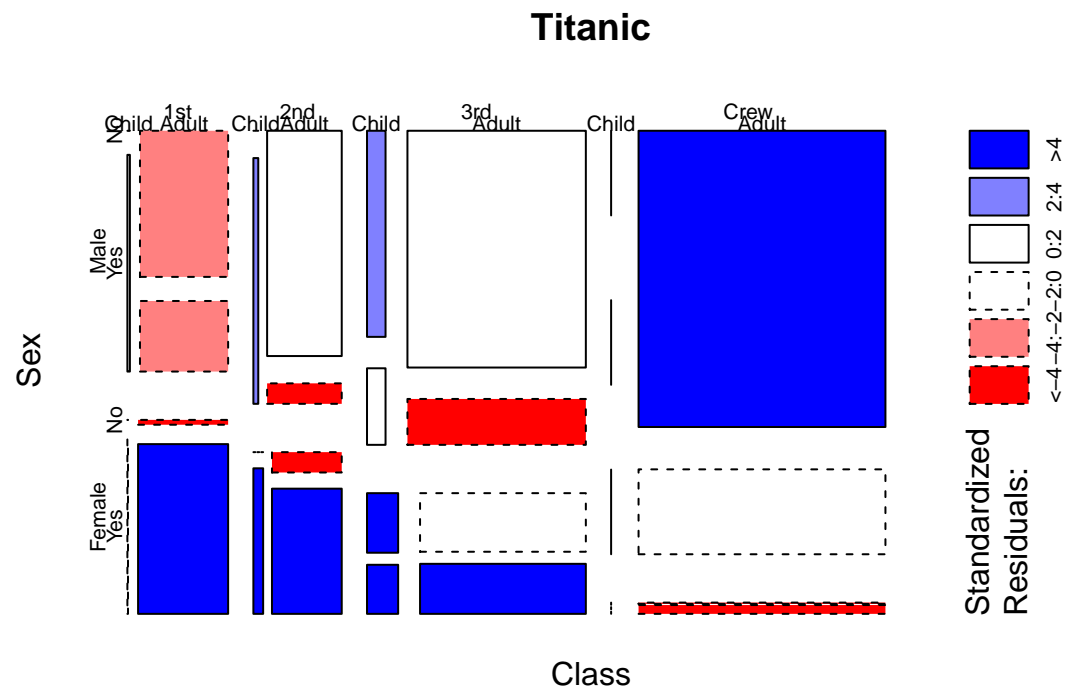 Titanic
1st 2nd 3rd Crew
Child Adult Child Adult Child Adult Child Adult
No
Male
Yes
No
Female
Yes
Sex
Class
Standardized
Residuals:
<−4 −4:−2 −2:0 0:2 2:4 >4